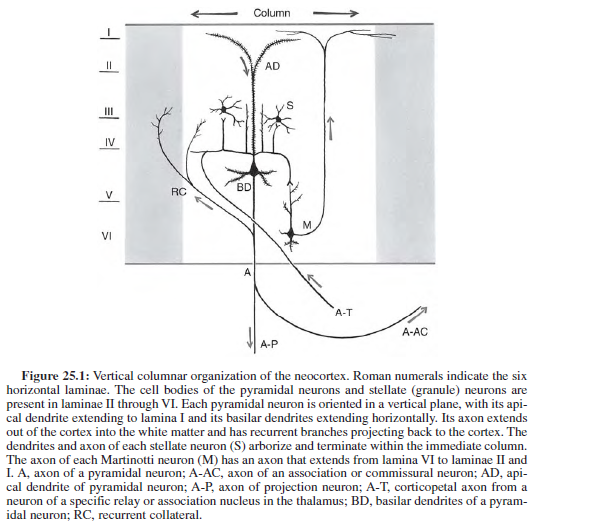 Column
I
II
AD
III
S
IV
BD
RC
V
M
VI
A
A-T
A-AC
A-P
Figure 25.1: Vertical columnar organization of the neocortex. Roman numerals indicate the six
horizontal laminae. The cell bodies of the pyramidal neurons and stellate (granule) neurons are
present in laminae II through VI. Each pyramidal neuron is oriented in a vertical plane, with its api-
cal dendrite extending to lamina I and its basilar dendrites extending horizontally. Its axon extends
out of the cortex into the white matter and has recurrent branches projecting back to the cortex. The
dendrites and axon of each stellate neuron (S) arborize and terminate within the immediate column.
The axon of each Martinotti neuron (M) has an axon that extends from lamina VI to laminae II and
I. A, axon of a pyramidal neuron; A-AC, axon of an association or commissural neuron; AD, api-
cal dendrite of pyramidal neuron; A-P, axon of projection neuron; A-T, corticopetal axon from a
neuron of a specific relay or association nucleus in the thalamus; BD, basilar dendrites of a pyram-
idal neuron; RC, recurrent collateral.